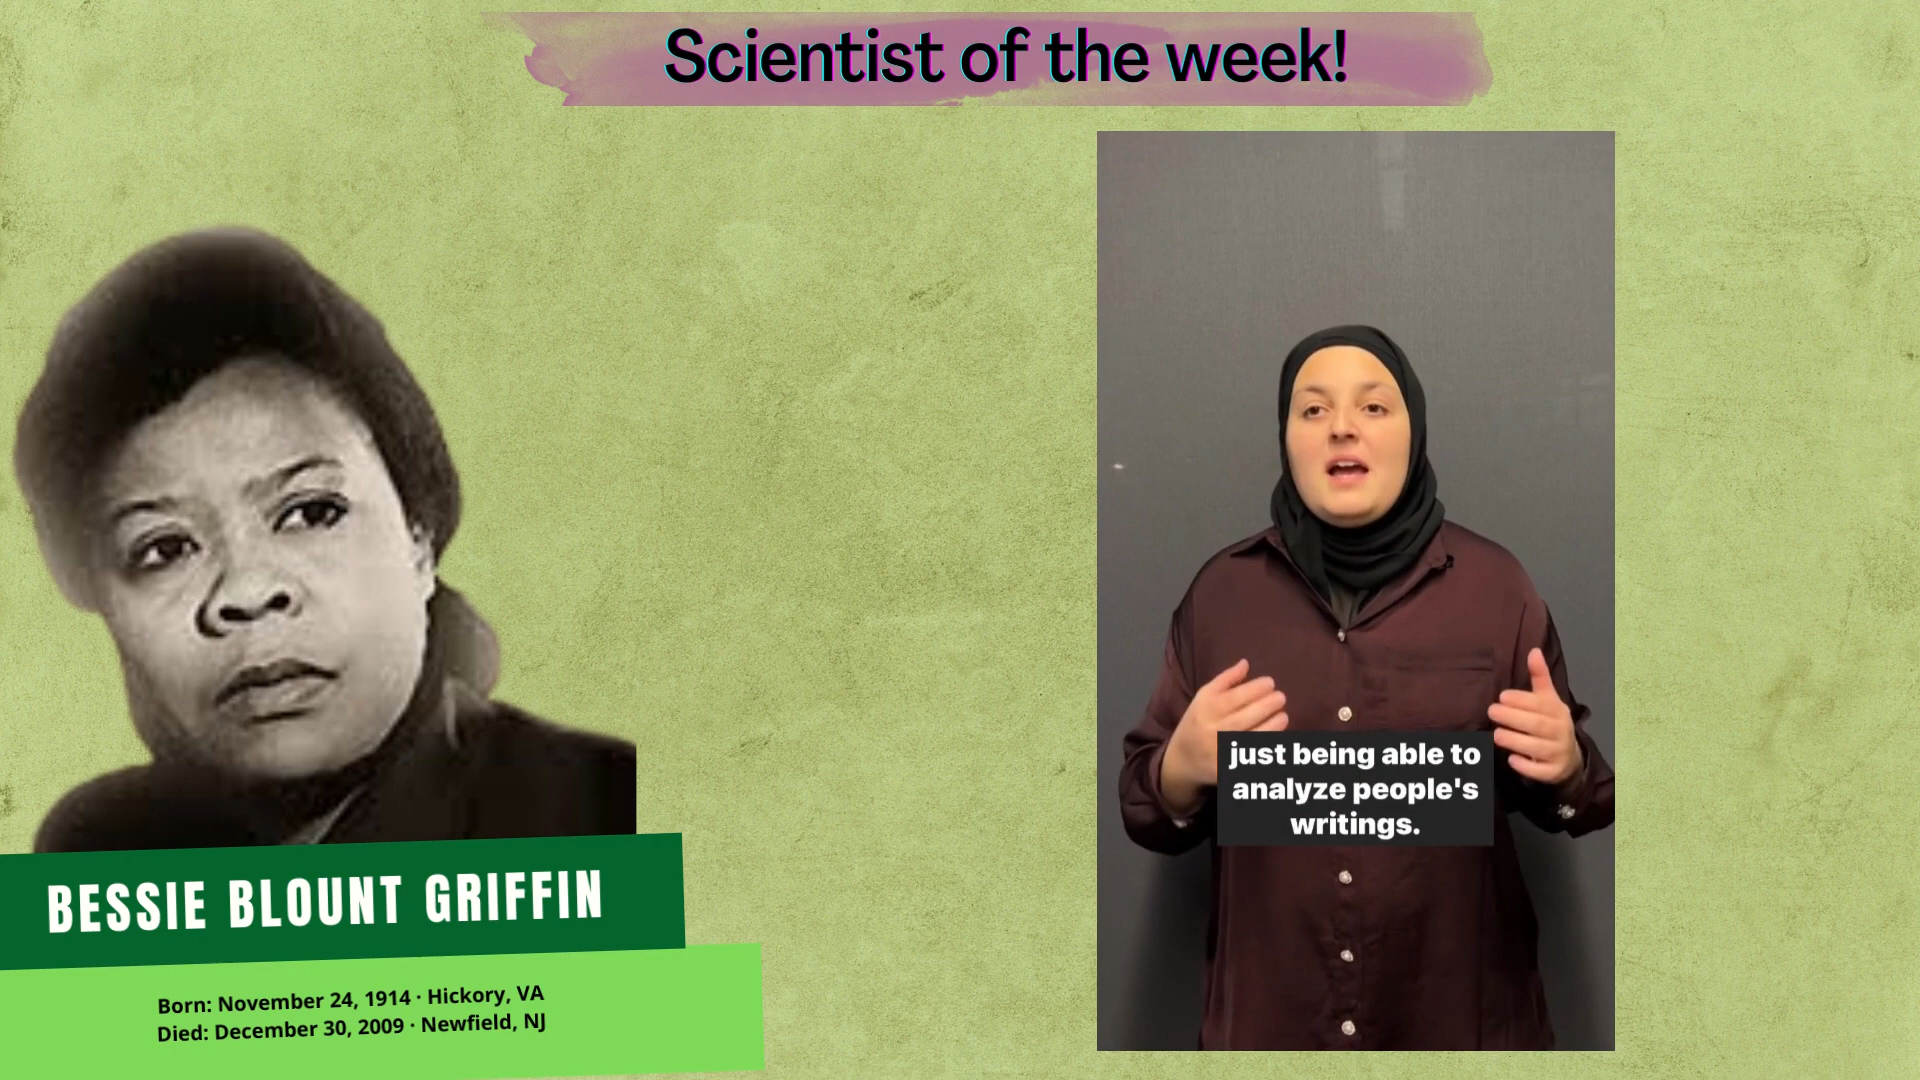 Scientist of the week!
just being able to
analyze people's
writings.
BESSIE BLOUNT GRIFFIN
Born: November 24, 1914 · Hickory, VA
Died: December 30, 2009 · Newfield, NJ